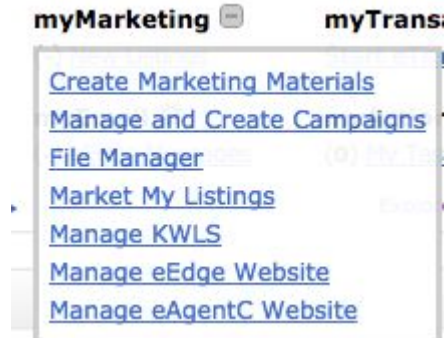 myMarketing myTransa
Create Marketing Materials
Manage and Create Campaigns
File Manager
Market My Listings
Manage KWLS
Manage eEdge Website
Manage eAgentC Website